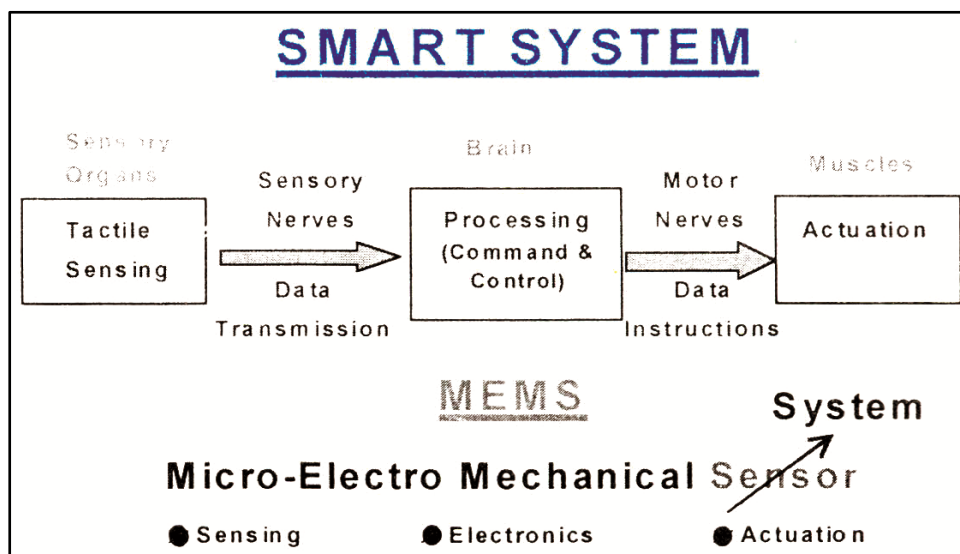 SMART SYSTEM
Sensory
Organs
Tactile
Sensing
Sensory
Nerves
Data
Transmission
Brain
Processing
(Command &
Control)
Motor
Nerves
Data
Instructions
Muscles
Actuation
MEMS
System
Micro-Electro Mechanical Sensor
● Sensing
● Electronics
● Actuation